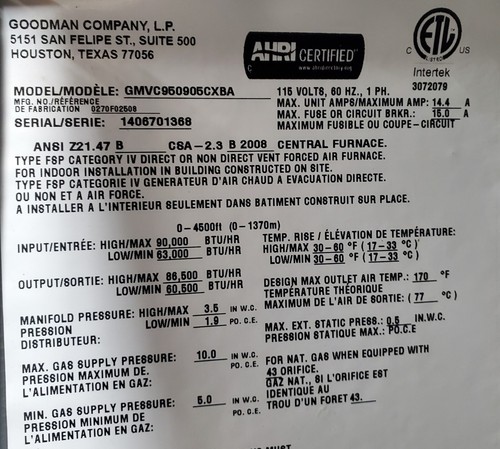 GOODMAN COMPANY, L.P.
5151 SAN FELIPE ST., SUITE 500
HOUSTON, TEXAS 77056
AHRI CERTIFIED
www.ahridirectory.org
C
C ETL US
LISTED
Intertek
3072079
MODEL/MODÈLE: GMVC950905CXBA
MFG. NO./RÉFÉRENCE
DE FABRICATION 0270F02508
SERIAL/SERIE: 1406701368
115 VOLTS, 60 HZ., 1 PH.
MAX. UNIT AMPS/MAXIMUM AMP: 14.4 A
MAX. FUSE OR CIRCUIT BRKR.: 15.0 A
MAXIMUM FUSIBLE OU COUPE-CIRCUIT
ANSI Z21.47 B CSA-2.3 B 2008 CENTRAL FURNACE.
TYPE FSP CATEGORY IV DIRECT OR NON DIRECT VENT FORCED AIR FURNACE.
FOR INDOOR INSTALLATION IN BUILDING CONSTRUCTED ON SITE.
TYPE FSP CATEGORIE IV GENERATEUR D'AIR CHAUD A EVACUATION DIRECTE.
OU NON ET A AIR FORCE.
A INSTALLER A L'INTERIEUR SEULEMENT DANS BATIMENT CONSTRUIT SUR PLACE.
0-4500ft (0-1370m)
INPUT/ENTRÉE: HIGH/MAX 90,000 BTU/HR
LOW/MIN 63,000 BTU/HR
OUTPUT/SORTIE: HIGH/MAX 86,500 BTU/HR
LOW/MIN 60,500 BTU/HR
MANIFOLD PRESSURE: HIGH/MAX 3.5 IN W.C.
PRESSION LOW/MIN 1.9 PO. C.E.
DISTRIBUTEUR:
MAX. GAS SUPPLY PRESSURE: 10.0 IN W.C.
PRESSION MAXIMUM DE PO. C.E.
L'ALIMENTATION EN GAZ:
MIN. GAS SUPPLY PRESSURE: 5.0 IN W.C.
PRESSION MINIMUM DE PO. C.E.
L'ALIMENTATION EN GAZ:
TEMP. RISE / ÉLÉVATION DE TEMPÉRATURE:
HIGH/MAX 30-60 °F ( 17-33 °C)
LOW/MIN 30-60 °F ( 17-33 °C)
DESIGN MAX OUTLET AIR TEMP.: 170 °F
TEMPÉRATURE THÉORIQUE
MAXIMUM DE L'AIR DE SORTIE: ( 77 °C)
MAX. EXT. STATIC PRESS.: 0.5 IN.W.C.
PRESSION STATIQUE MAX.: PO.C.E
FOR NAT. GAS WHEN EQUIPPED WITH
43 ORIFICE.
GAZ NAT., SI L'ORIFICE EST
IDENTIQUE AU
TROU D'UN FORET 43.